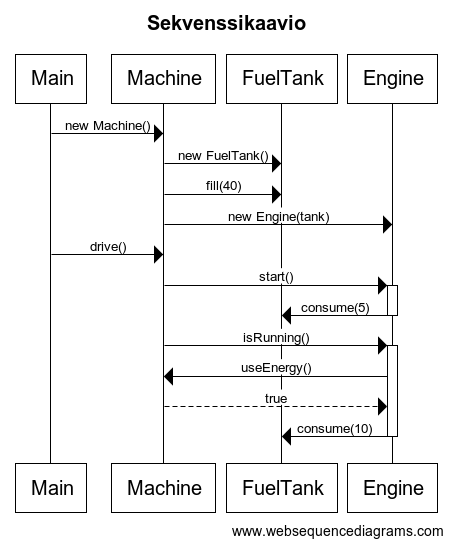 Sekvenssikaavio
Main Machine FuelTank Engine
new Machine()
new FuelTank()
fill(40)
new Engine(tank)
drive()
start()
consume(5)
isRunning()
useEnergy()
true
consume(10)
Main Machine FuelTank Engine
www.websequencediagrams.com